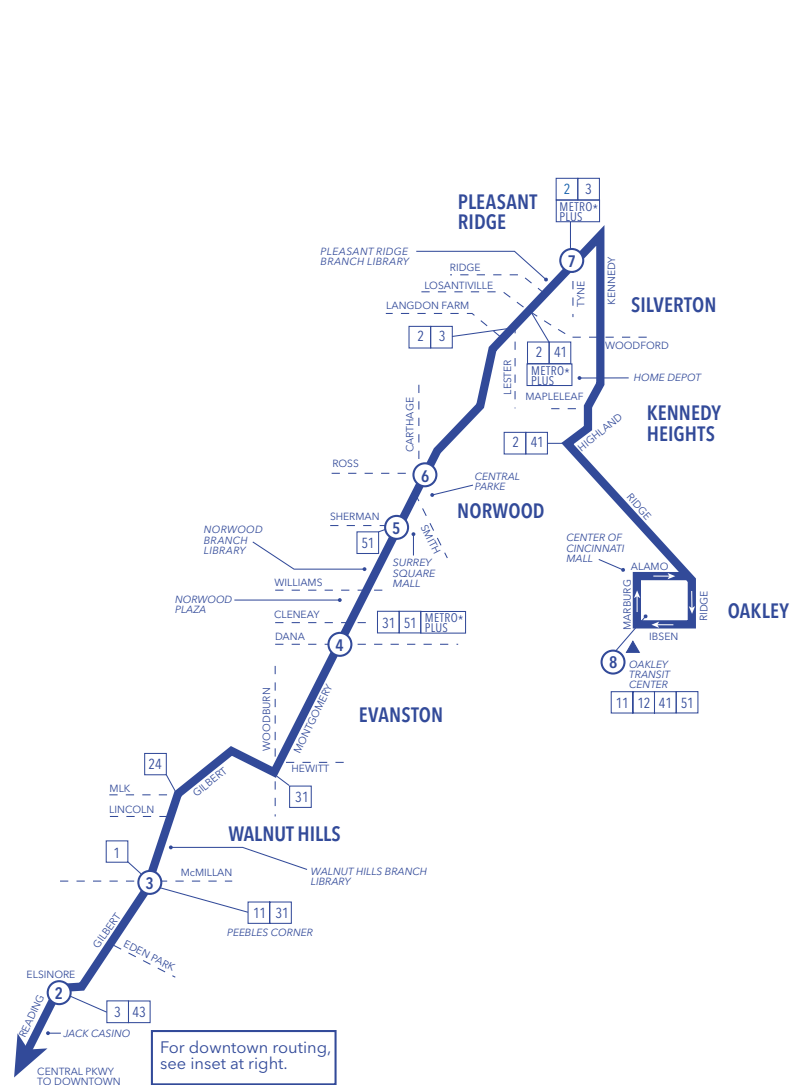 2 3
METRO*
PLUS
PLEASANT
RIDGE
7
PLEASANT RIDGE
BRANCH LIBRARY
RIDGE
KENNEDY
LOSANTIVILLE
TYNE
LANGDON FARM
SILVERTON
2 3
2 41
METRO*
PLUS
WOODFORD
LESTER
HOME DEPOT
MAPLELEAF
CARTHAGE
KENNEDY
HEIGHTS
2 41
HIGHLAND
ROSS
6
CENTRAL
PARKE
RIDGE
NORWOOD
SHERMAN
5
SMITH
NORWOOD
BRANCH
LIBRARY
51
SURREY
SQUARE
MALL
CENTER OF
CINCINNATI
MALL
ALAMO
WILLIAMS
MARBURG
RIDGE
NORWOOD
PLAZA
OAKLEY
CLENEAY
31 51 METRO*
PLUS
IBSEN
DANA
4
8
OAKLEY
TRANSIT
CENTER
11 12 41 51
WOODBURN
MONTGOMERY
EVANSTON
24
GILBERT
HEWITT
MLK
31
LINCOLN
WALNUT HILLS
1
McMILLAN
WALNUT HILLS BRANCH
LIBRARY
3
11 31
PEEBLES CORNER
GILBERT
EDEN PARK
ELSINORE
2
3 43
READING
JACK CASINO
For downtown routing,
see inset at right.
CENTRAL PKWY
TO DOWNTOWN